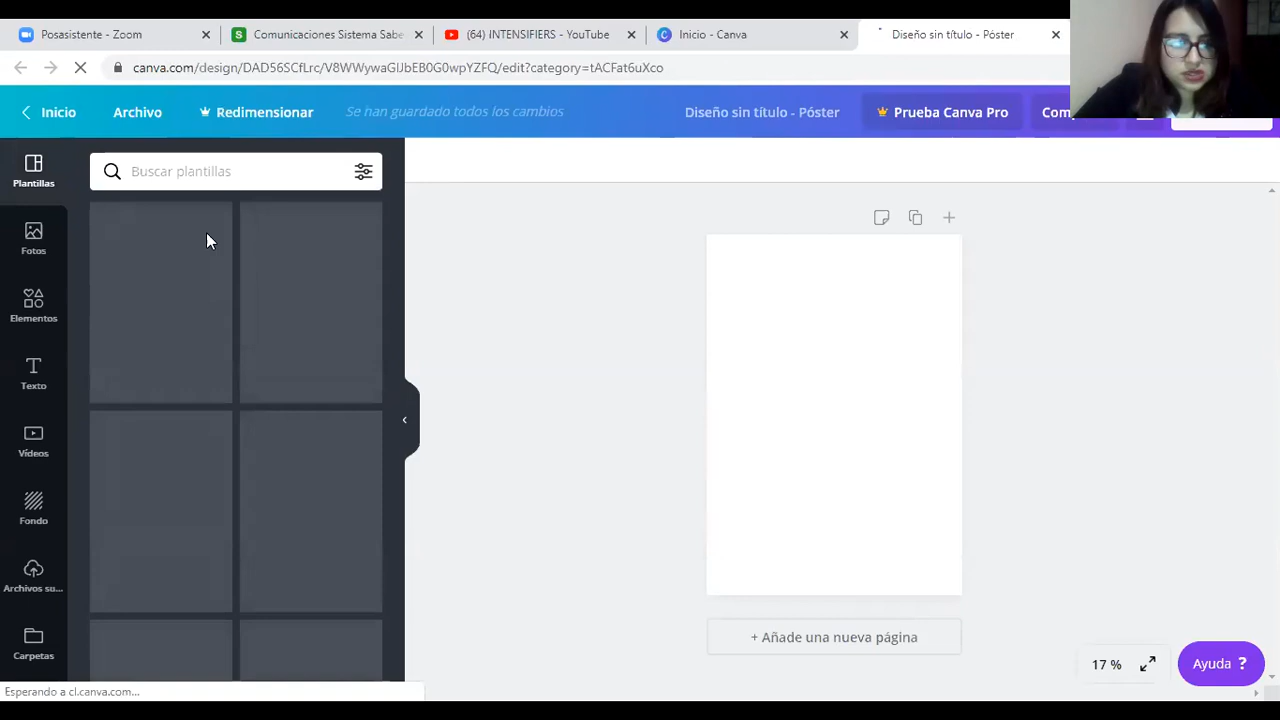 Posasistente - Zoom
Comunicaciones Sistema Sabe
(64) INTENSIFIERS - YouTube
Inicio - Canva
Diseño sin título - Póster
canva.com/design/DAD56SCfLrc/V8WWywaGIJbEB0G0wpYZFQ/edit?category=tACFat6uXco
Inicio
Archivo
Redimensionar
Se han guardado todos los cambios
Diseño sin título - Póster
Prueba Canva Pro
Plantillas
Buscar plantillas
Fotos
Elementos
Texto
Vídeos
Fondo
Archivos su...
Carpetas
+ Añade una nueva página
17 %
Ayuda ?
Esperando a cl.canva.com...